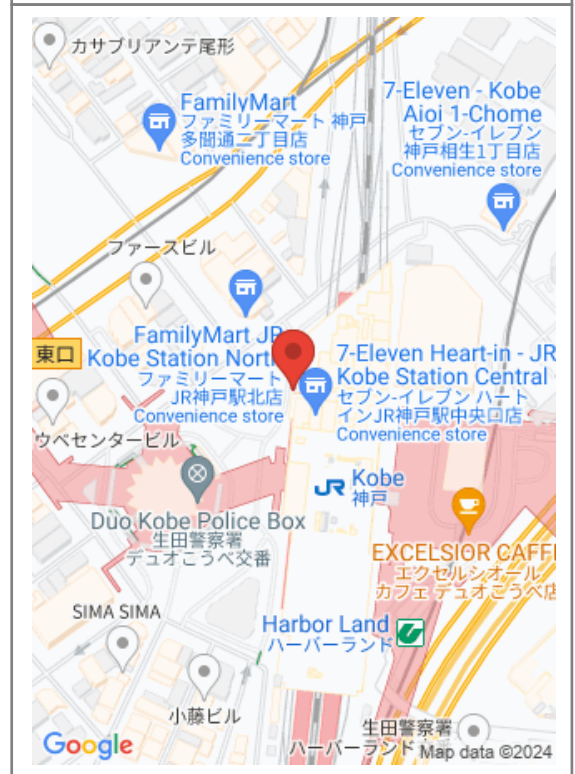 カサブリアンテ尾形
FamilyMart
ファミリーマート 神戸
多聞通二丁目店
Convenience store
7-Eleven - Kobe
Aioi 1-Chome
セブン-イレブン
神戸相生1丁目店
Convenience store
ファースビル
東口
FamilyMart JR
Kobe Station North
ファミリーマート
JR神戸駅北店
Convenience store
7-Eleven Heart-in - JR
Kobe Station Central
セブン-イレブン ハート
インJR神戸駅中央口店
Convenience store
ウベセンタービル
JR Kobe
神戸
Duo Kobe Police Box
生田警察署
デュオこうべ交番
EXCELSIOR CAFF
エクセルシオール
カフェ デュオこうべ店
SIMA SIMA
Harbor Land
ハーバーランド
小藤ビル
生田警察署
ハーバーランド
Google
Map data ©2024